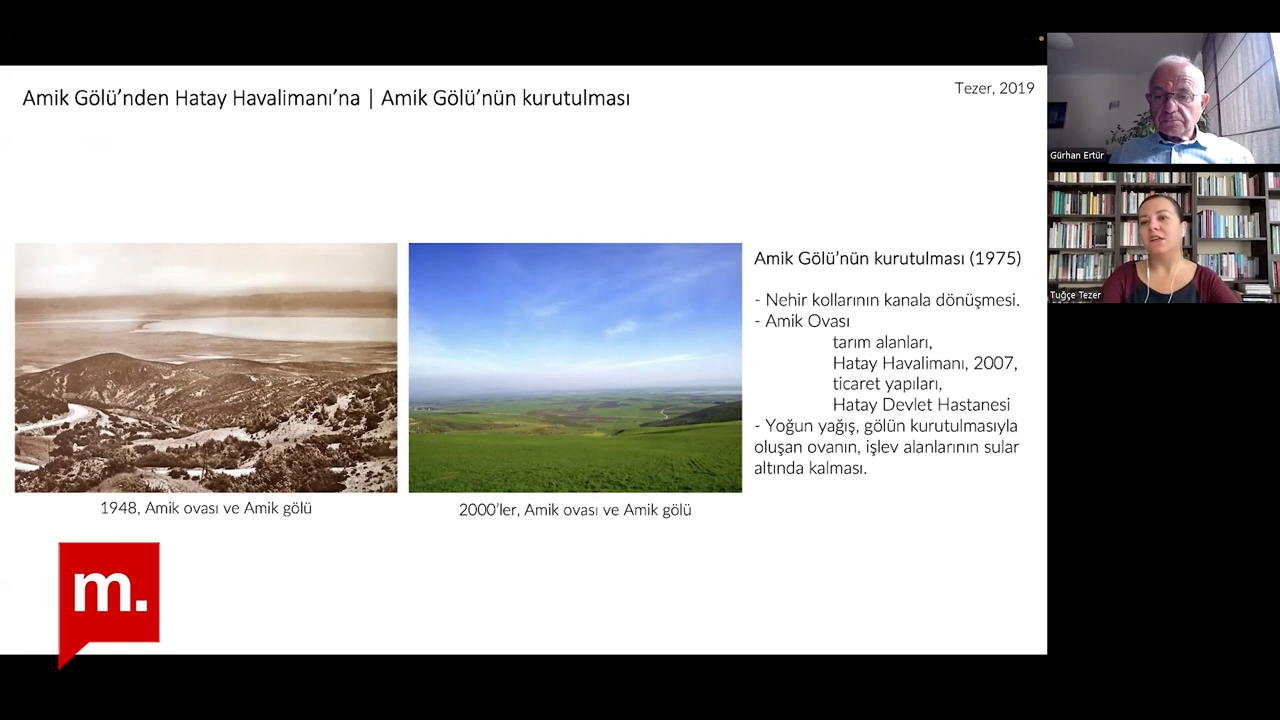 Amik Gölü’nden Hatay Havalimanı’na | Amik Gölü’nün kurutulması
Tezer, 2019
Gürhan Ertür
Tuğçe Tezer
Amik Gölü’nün kurutulması (1975)
- Nehir kollarının kanala dönüşmesi.
- Amik Ovası
tarım alanları,
Hatay Havalimanı, 2007,
ticaret yapıları,
Hatay Devlet Hastanesi
- Yoğun yağış, gölün kurutulmasıyla
oluşan ovanın, işlev alanlarının sular
altında kalması.
1948, Amik ovası ve Amik gölü
2000’ler, Amik ovası ve Amik gölü
m.